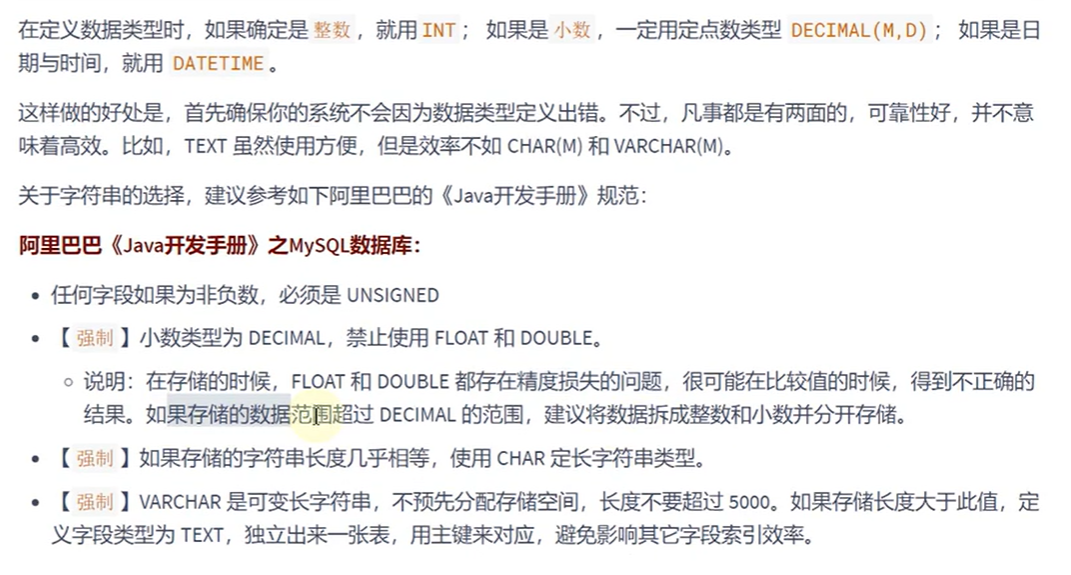 在定义数据类型时，如果确定是 整数 ，就用 INT ； 如果是 小数 ，一定用定点数类型 DECIMAL(M,D) ； 如果是日
期与时间，就用 DATETIME 。
这样做的好处是，首先确保你的系统不会因为数据类型定义出错。不过，凡事都是有两面的，可靠性好，并不意
味着高效。比如，TEXT 虽然使用方便，但是效率不如 CHAR(M) 和 VARCHAR(M)。
关于字符串的选择，建议参考如下阿里巴巴的《Java开发手册》规范：
阿里巴巴《Java开发手册》之MySQL数据库：
• 任何字段如果为非负数，必须是 UNSIGNED
• 【 强制 】小数类型为 DECIMAL，禁止使用 FLOAT 和 DOUBLE。
○ 说明：在存储的时候，FLOAT 和 DOUBLE 都存在精度损失的问题，很可能在比较值的时候，得到不正确的
结果。如果存储的数据范围超过 DECIMAL 的范围，建议将数据拆成整数和小数并分开存储。
• 【 强制 】如果存储的字符串长度几乎相等，使用 CHAR 定长字符串类型。
• 【 强制 】VARCHAR 是可变长字符串，不预先分配存储空间，长度不要超过 5000。如果存储长度大于此值，定
义字段类型为 TEXT，独立出来一张表，用主键来对应，避免影响其它字段索引效率。